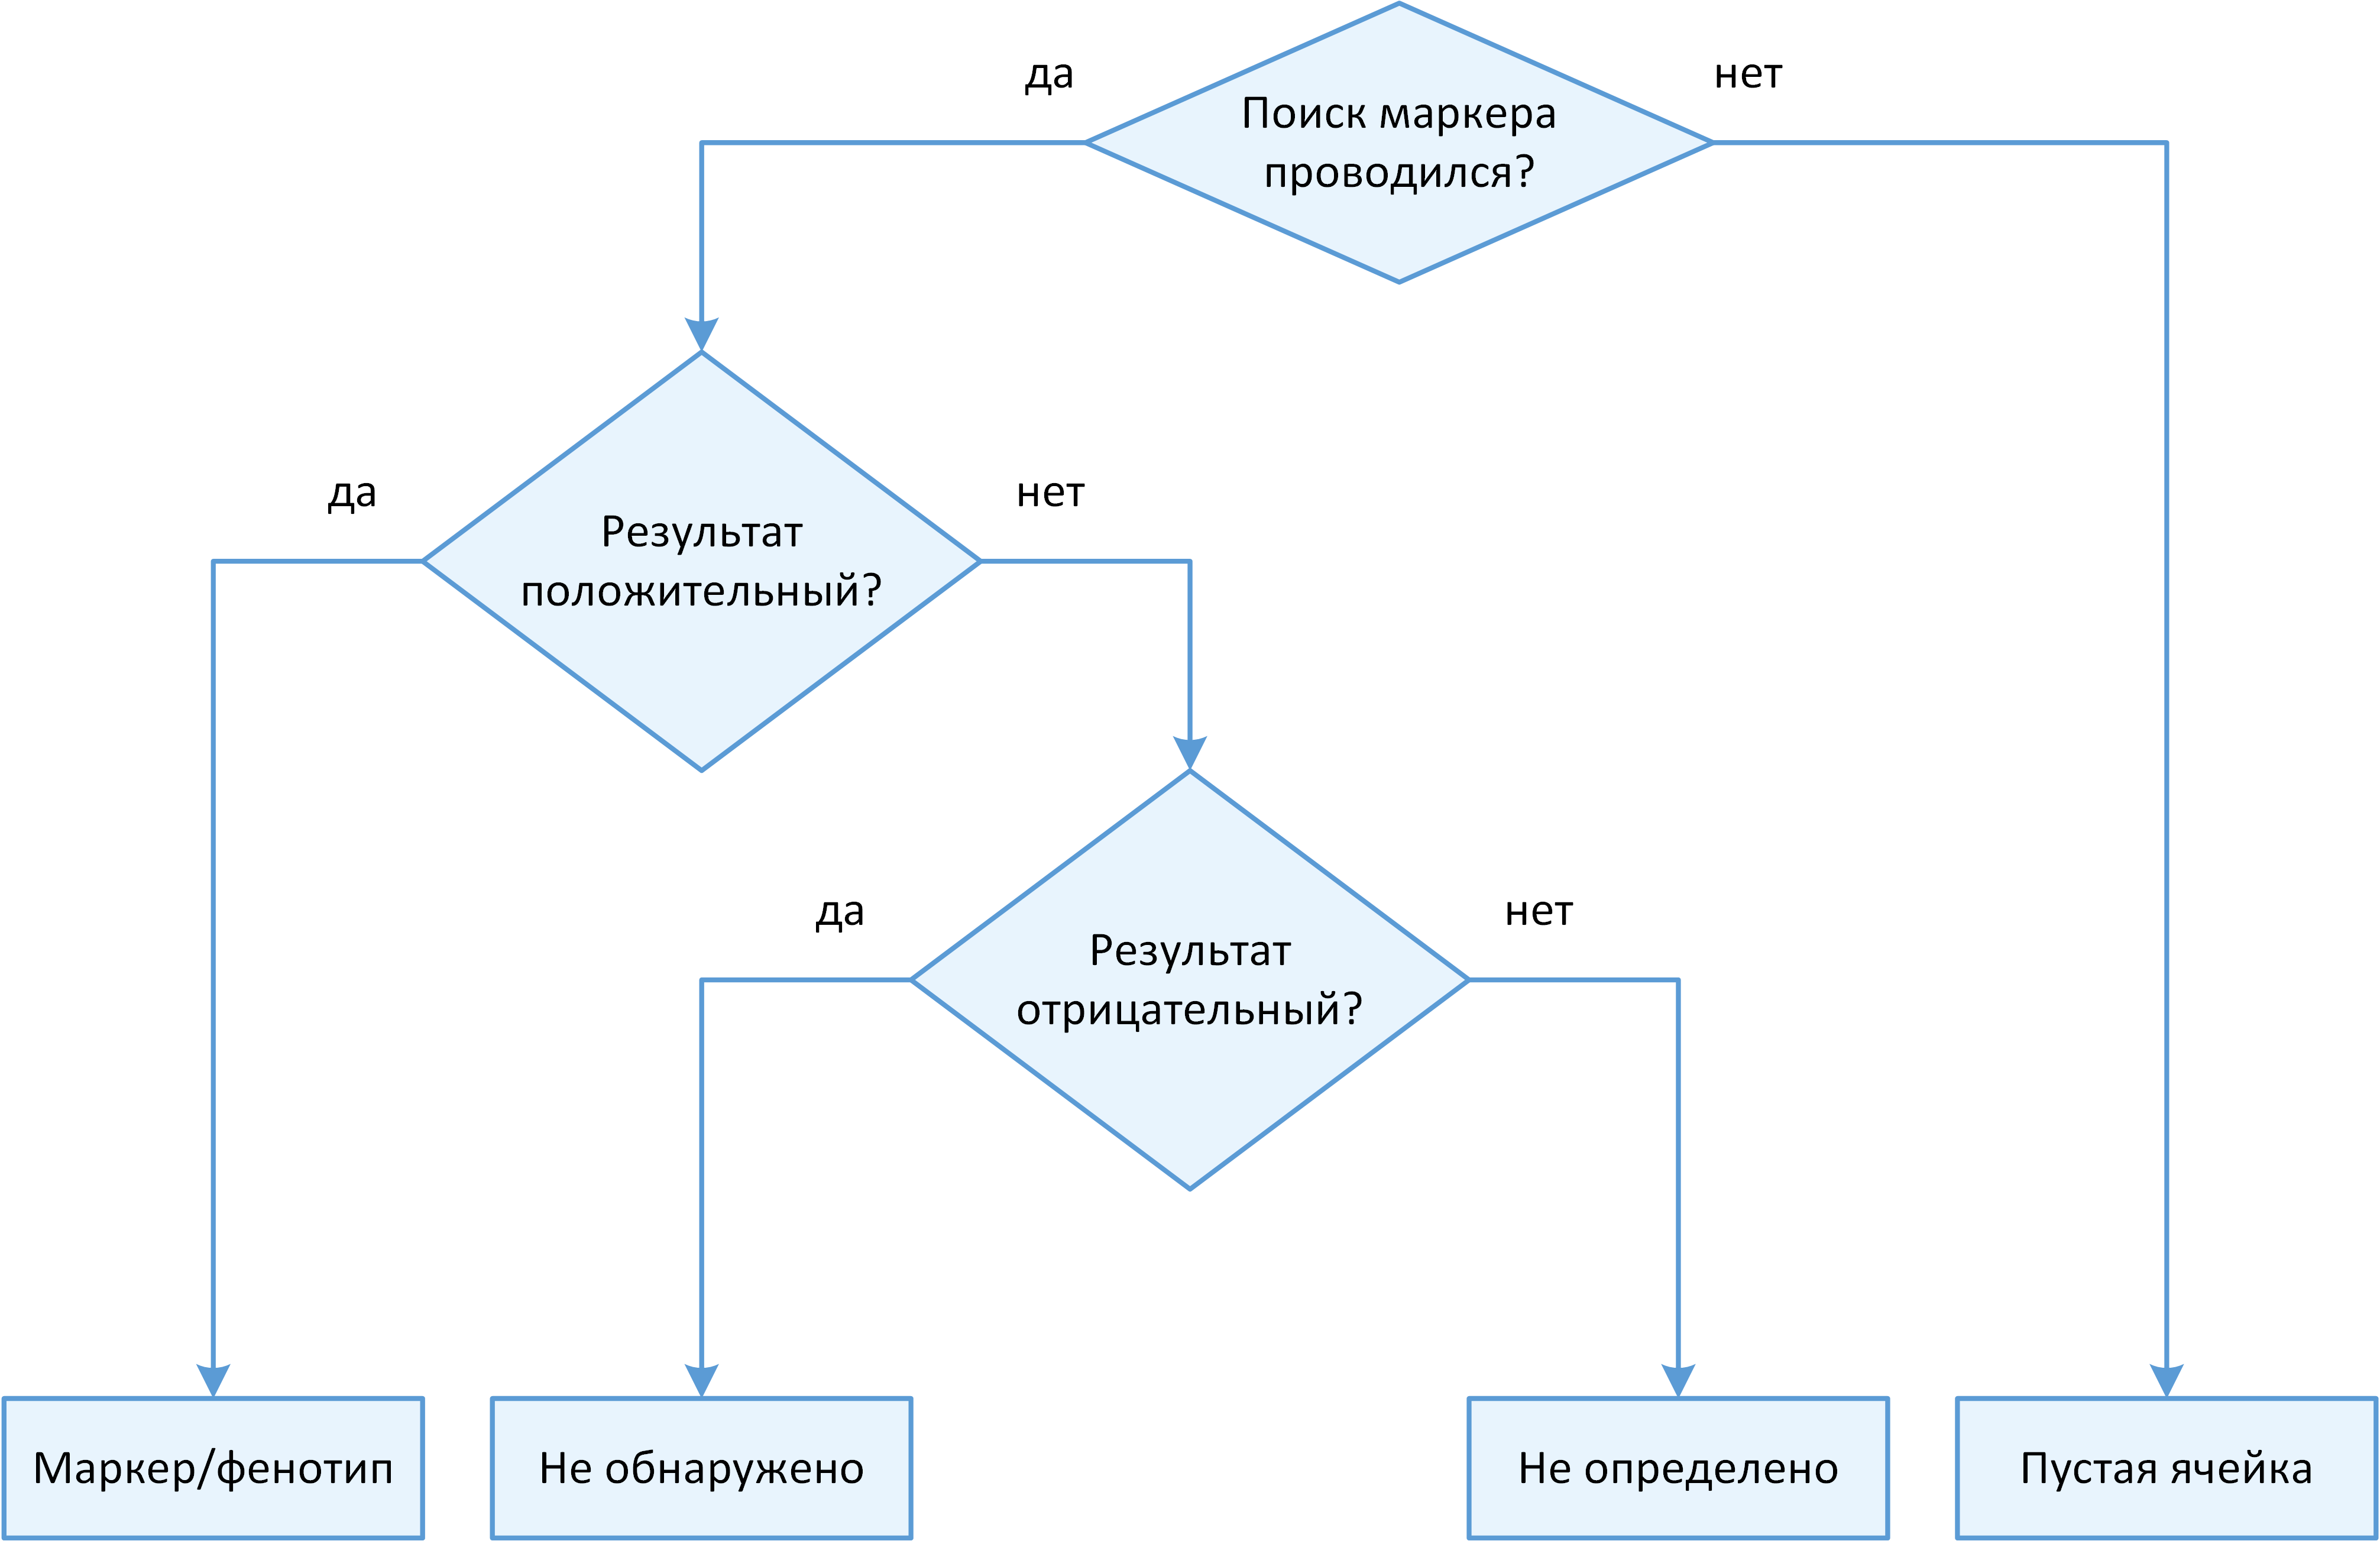 да
нет
Поиск маркера
проводился?
да
нет
Результат
положительный?
да
нет
Результат
отрицательный?
Маркер/фенотип
Не обнаружено
Не определено
Пустая ячейка